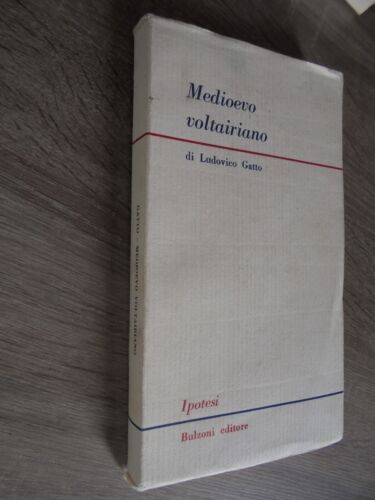 Medioevo
voltairiano
di Ludovico Gatto
Ipotesi
Bulzoni editore
GATTO - MEDIOEVO VOLTAIRIANO